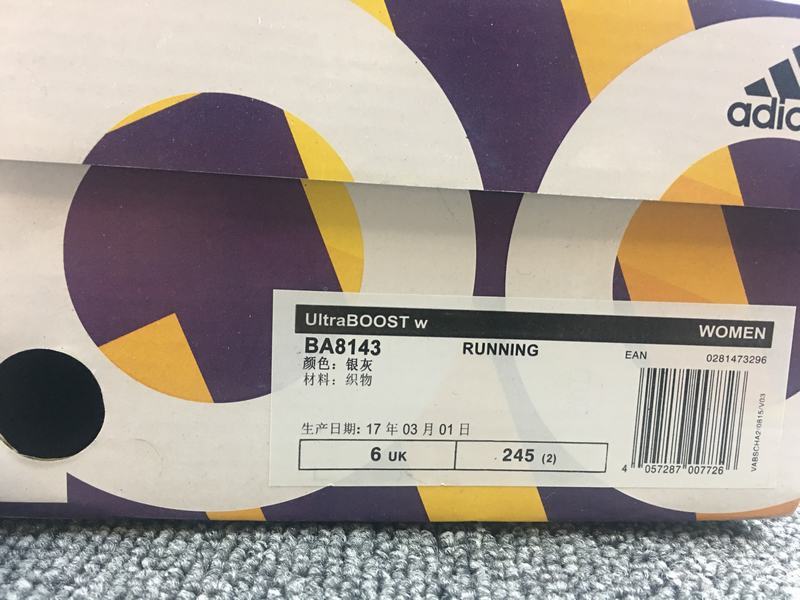 adidas
UltraBOOST w
WOMEN
BA8143 RUNNING
EAN 0281473296
颜色: 银灰
材料: 织物
生产日期: 17 年 03 月 01 日
6 UK 245 (2)
4 057287 007726